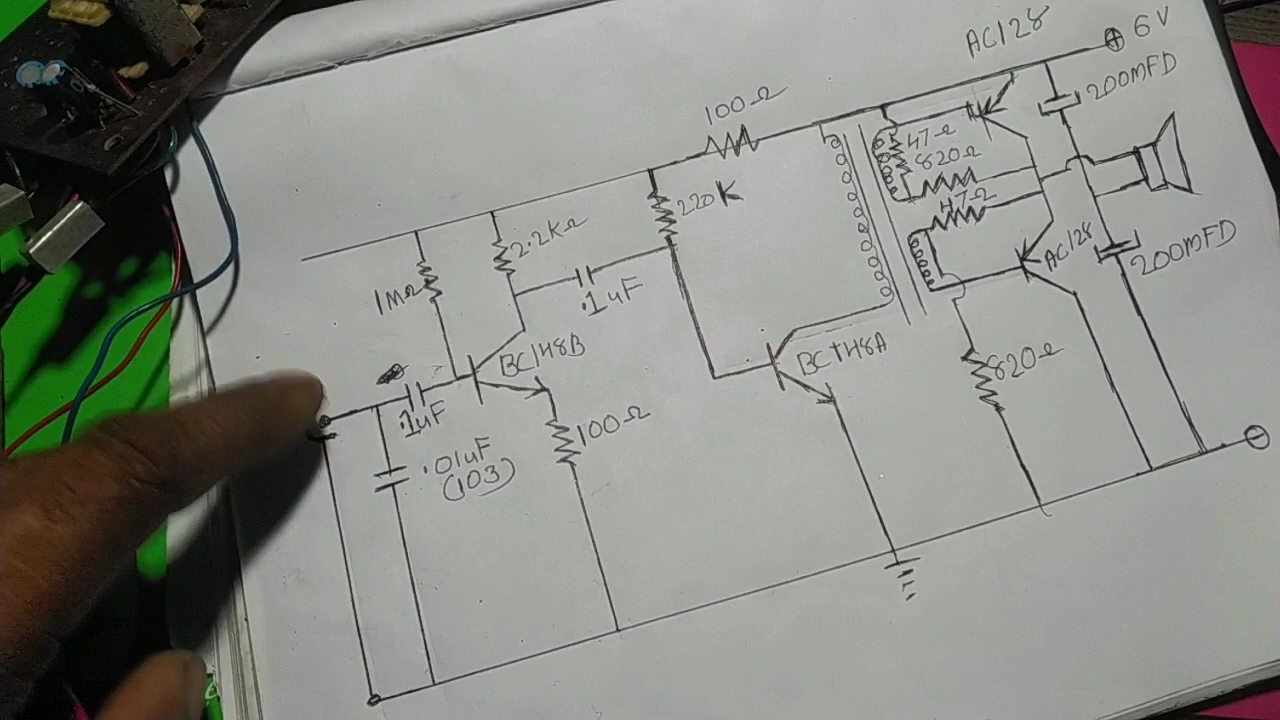 AC128
⊕ 6V
200MFD
100Ω
47Ω
820Ω
47Ω
220K
2.2KΩ
1MΩ
.1uF
AC128
200MFD
BC148B
BC148A
820Ω
.1uF
100Ω
.01uF
(103)